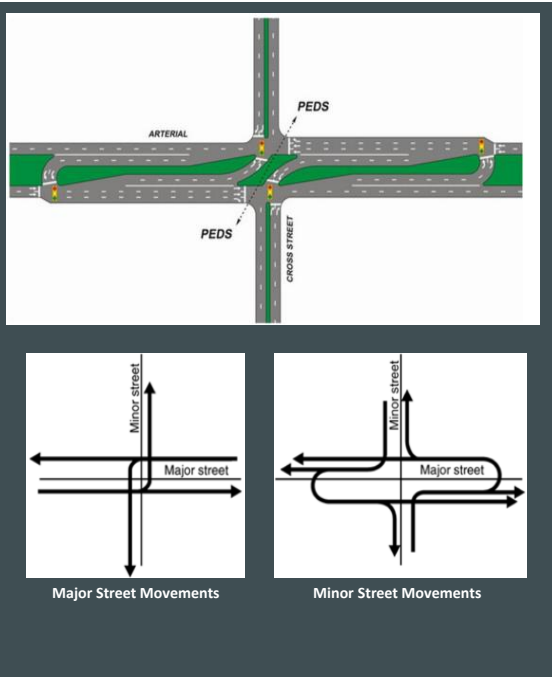 PEDS
ARTERIAL
PEDS
CROSS STREET
Minor street
Major street
Minor street
Major street
Major Street Movements
Minor Street Movements